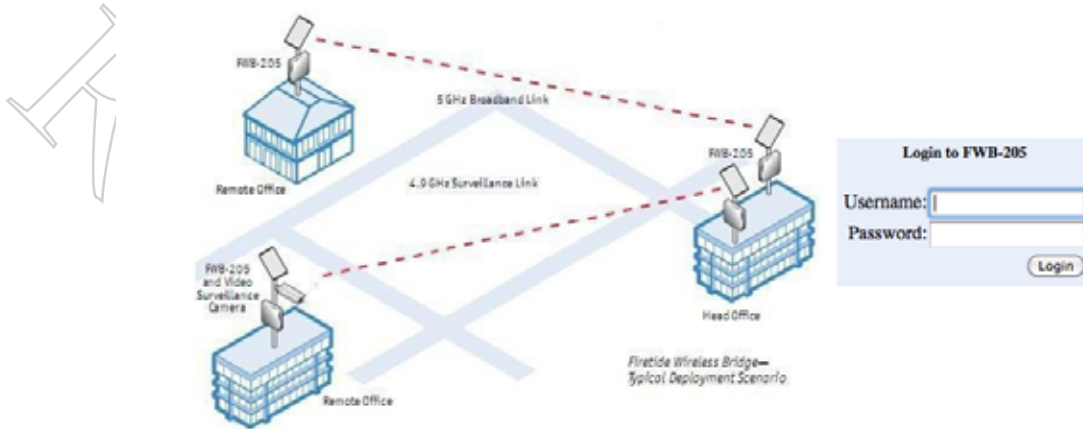 FWB-205
5 GHz Broadband Link
FWB-205
Remote Office
4.9 GHz Surveillance Link
FWB-205
and Video
Surveillance
Camera
Head Office
Remote Office
Firetide Wireless Bridge—
Typical Deployment Scenario
Login to FWB-205
Username:
Password:
Login